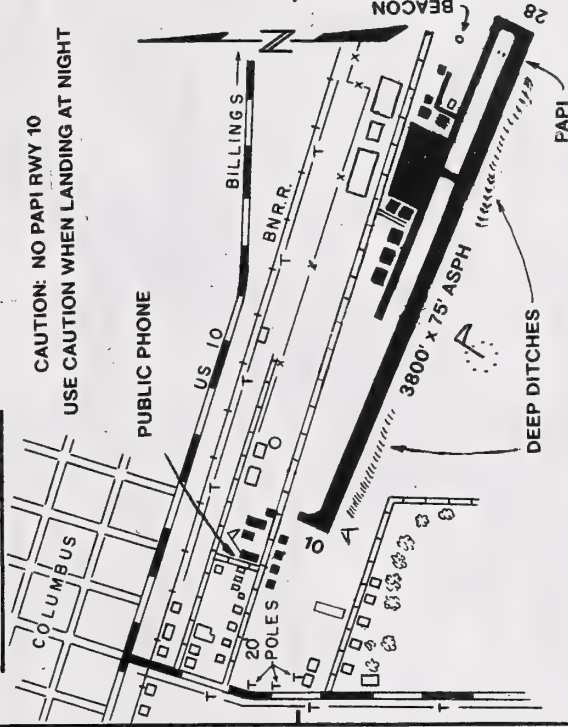 CAUTION: NO PAPI RWY 10
USE CAUTION WHEN LANDING AT NIGHT
BEACON
28
PAPI
N
BILLINGS
PUBLIC PHONE
US 10
BNR.R.
COLUMBUS
3800' x 75' ASPH
DEEP DITCHES
10
20
POLES